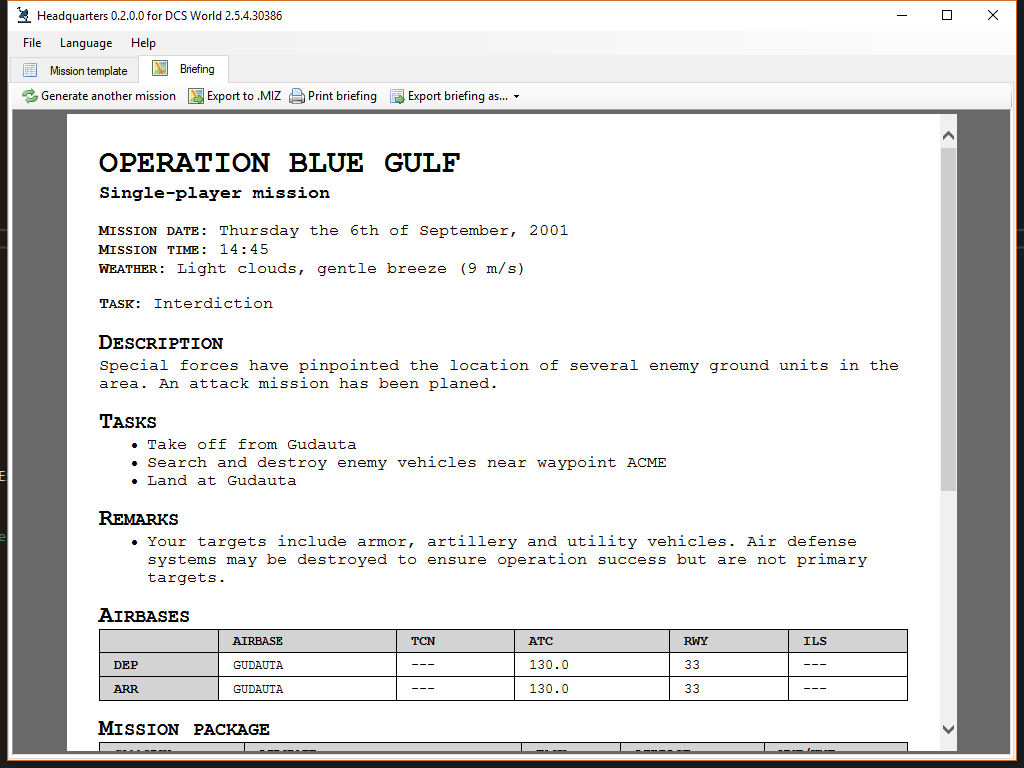 Headquarters 0.2.0.0 for DCS World 2.5.4.30386
File Language Help
Mission template Briefing
Generate another mission Export to .MIZ Print briefing Export briefing as...
OPERATION BLUE GULF
Single-player mission
MISSION DATE: Thursday the 6th of September, 2001
MISSION TIME: 14:45
WEATHER: Light clouds, gentle breeze (9 m/s)
TASK: Interdiction
DESCRIPTION
Special forces have pinpointed the location of several enemy ground units in the
area. An attack mission has been planed.
TASKS
• Take off from Gudauta
• Search and destroy enemy vehicles near waypoint ACME
• Land at Gudauta
REMARKS
• Your targets include armor, artillery and utility vehicles. Air defense
systems may be destroyed to ensure operation success but are not primary
targets.
AIRBASES
AIRBASE TCN ATC RWY ILS
DEP GUDAUTA --- 130.0 33 ---
ARR GUDAUTA --- 130.0 33 ---
MISSION PACKAGE